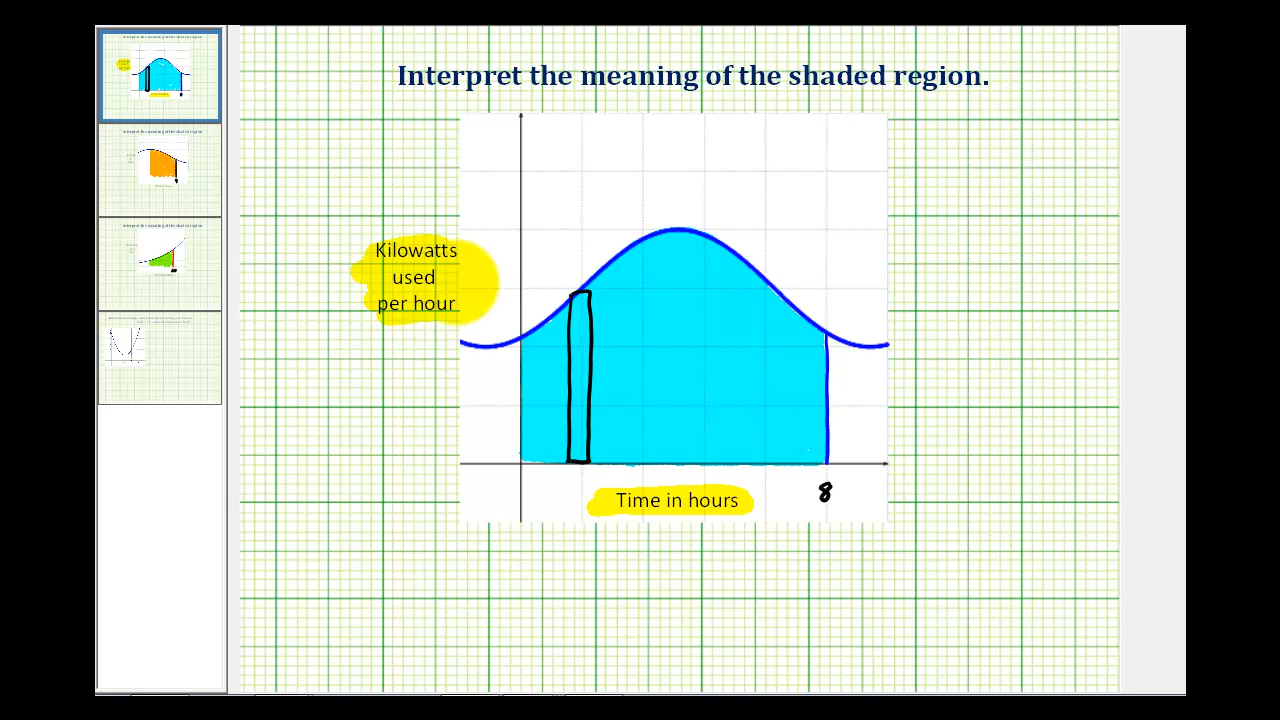 Interpret the meaning of the shaded region.
Kilowatts
used
per hour
Time in hours
8